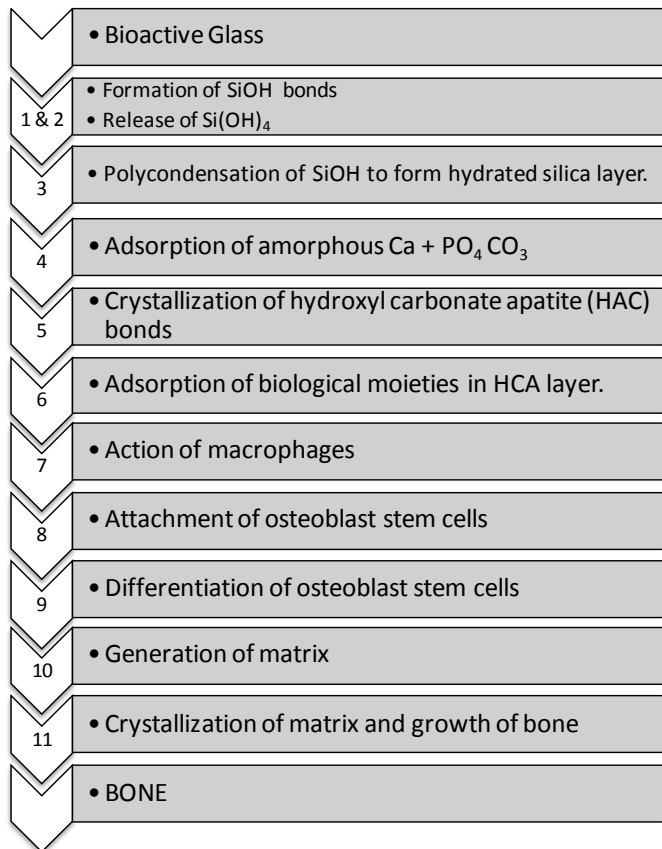 • Bioactive Glass
1 & 2
• Formation of SiOH bonds
• Release of Si(OH)₄
3
• Polycondensation of SiOH to form hydrated silica layer.
4
• Adsorption of amorphous Ca + PO₄ CO₃
5
• Crystallization of hydroxyl carbonate apatite (HAC)
bonds
6
• Adsorption of biological moieties in HCA layer.
7
• Action of macrophages
8
• Attachment of osteoblast stem cells
9
• Differentiation of osteoblast stem cells
10
• Generation of matrix
11
• Crystallization of matrix and growth of bone
• BONE